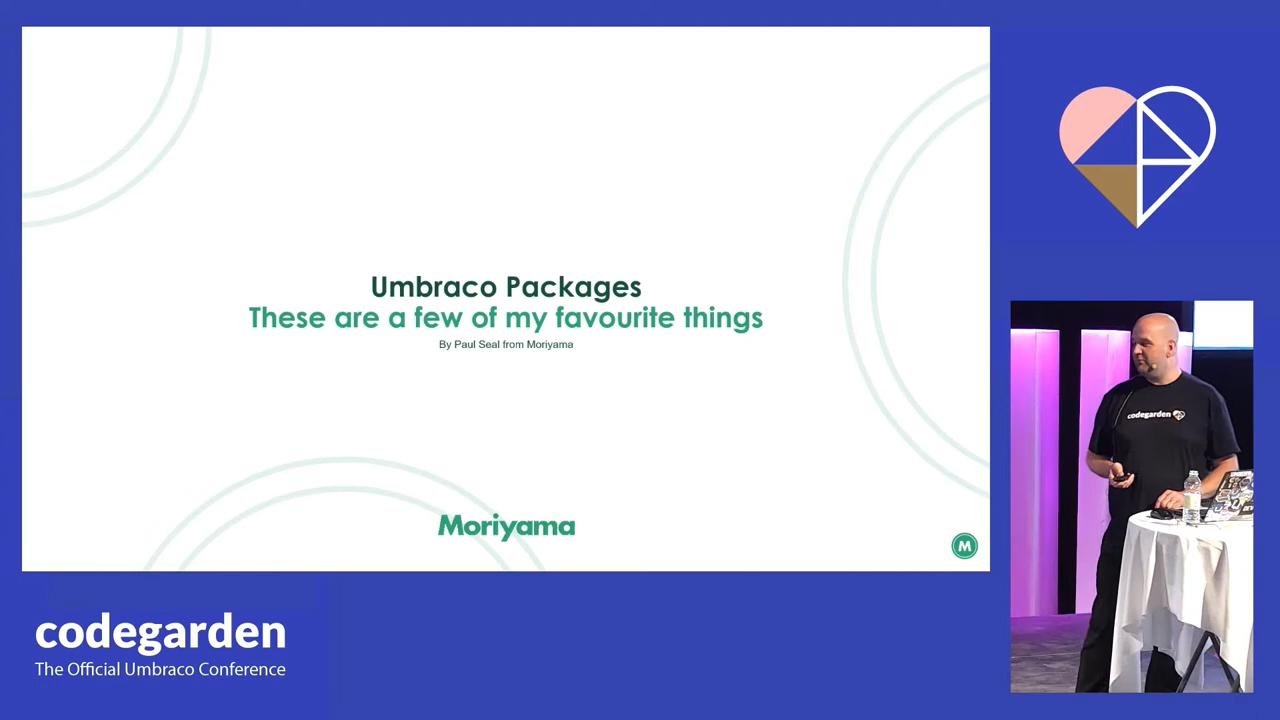 Umbraco Packages
These are a few of my favourite things
By Paul Seal from Moriyama
Moriyama
M
codegarden
codegarden
The Official Umbraco Conference